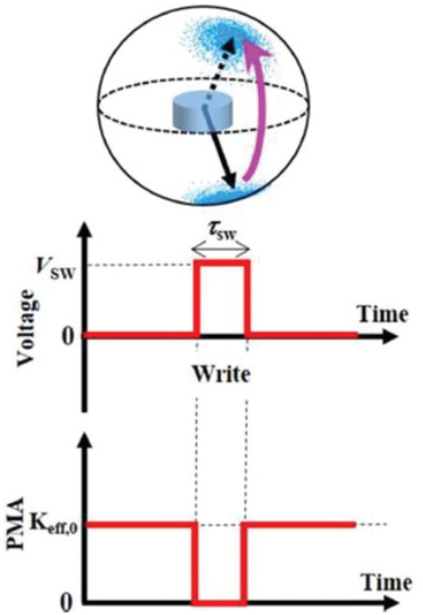 τsw
Vsw
Voltage
0
Time
Write
PMA
Keff,0
0
Time